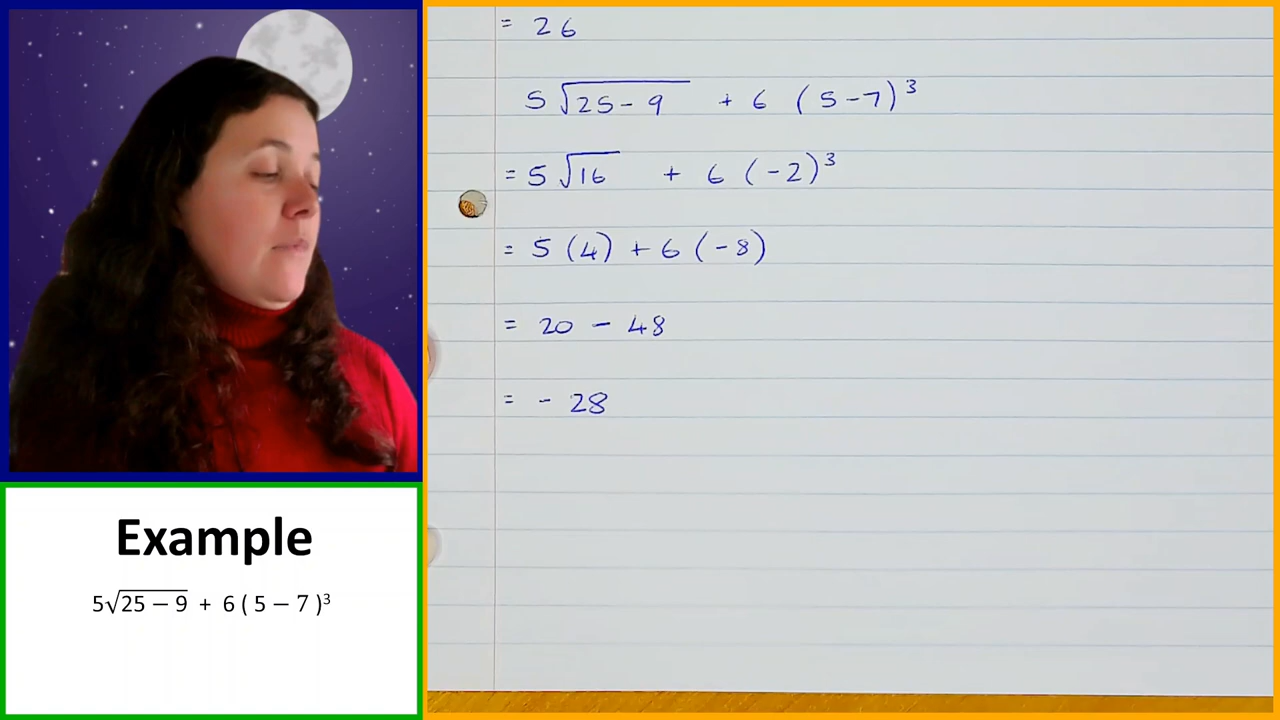 = 26
5√25 - 9 + 6 (5-7)³
= 5√16 + 6 (-2)³
= 5 (4) + 6 (-8)
= 20 - 48
= - 28
Example
5√25 − 9 + 6 ( 5 − 7 )³